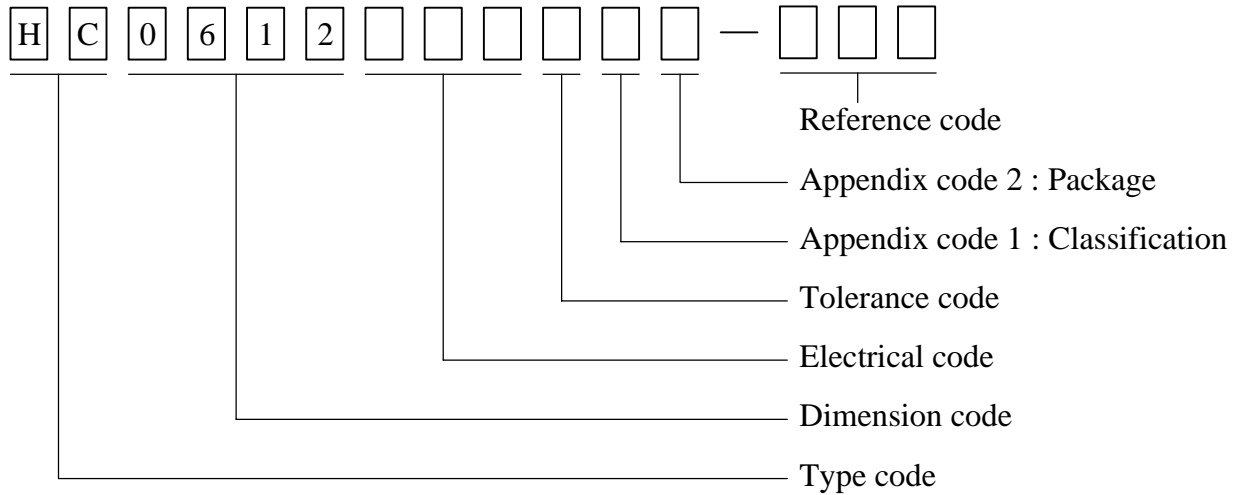 H C 0 6 1 2 —
Reference code
Appendix code 2 : Package
Appendix code 1 : Classification
Tolerance code
Electrical code
Dimension code
Type code